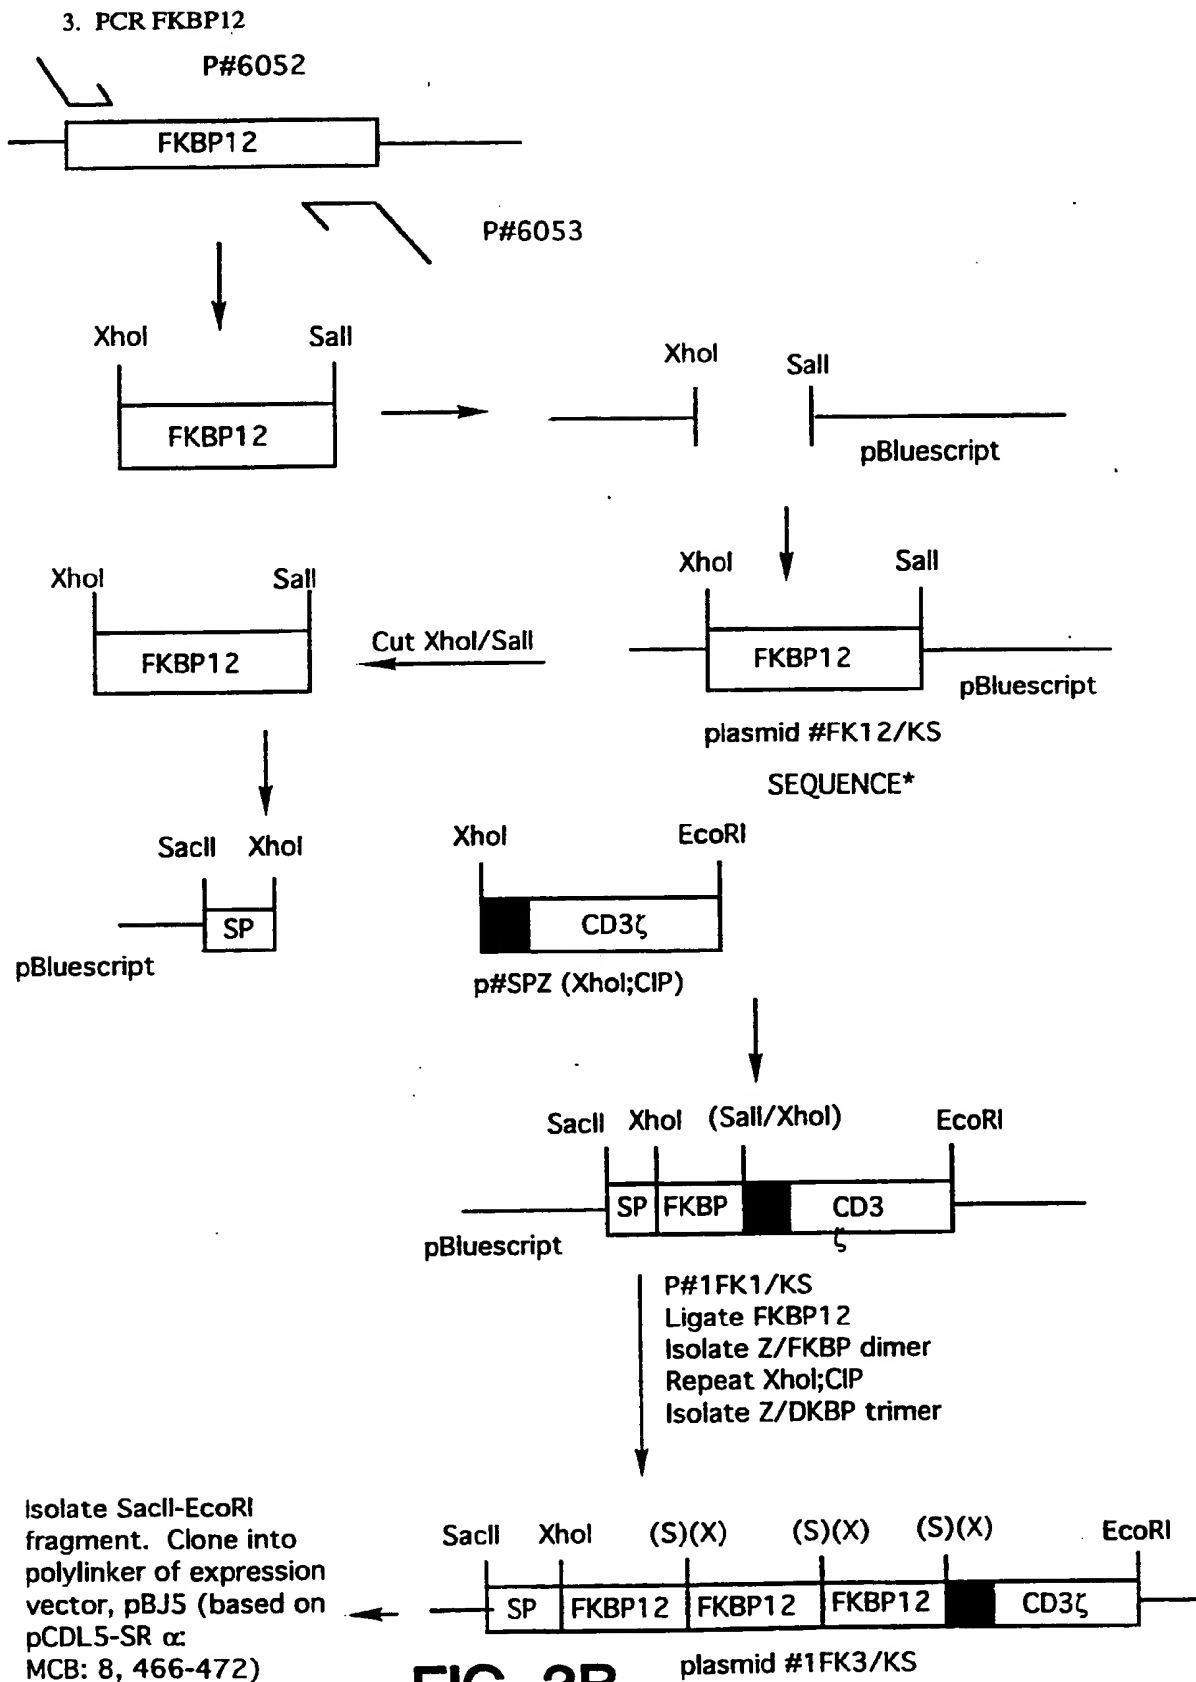 3. PCR FKBP12
P#6052
FKBP12
P#6053
XhoI SalI
FKBP12
XhoI SalI
pBluescript
XhoI SalI
FKBP12
Cut XhoI/SalI
XhoI SalI
FKBP12
pBluescript
plasmid #FK12/KS
SEQUENCE*
SacII XhoI
SP
pBluescript
XhoI EcoRI
CD3ζ
p#SPZ (XhoI;CIP)
SacII XhoI (SalI/XhoI) EcoRI
SP FKBP CD3
ζ
pBluescript
P#1FK1/KS
Ligate FKBP12
Isolate Z/FKBP dimer
Repeat XhoI;CIP
Isolate Z/DKBP trimer
Isolate SacII-EcoRI
fragment. Clone into
polylinker of expression
vector, pBJ5 (based on
pCDL5-SR α:
MCB: 8, 466-472)
SacII XhoI (S)(X) (S)(X) (S)(X) EcoRI
SP FKBP12 FKBP12 FKBP12 CD3ζ
plasmid #1FK3/KS